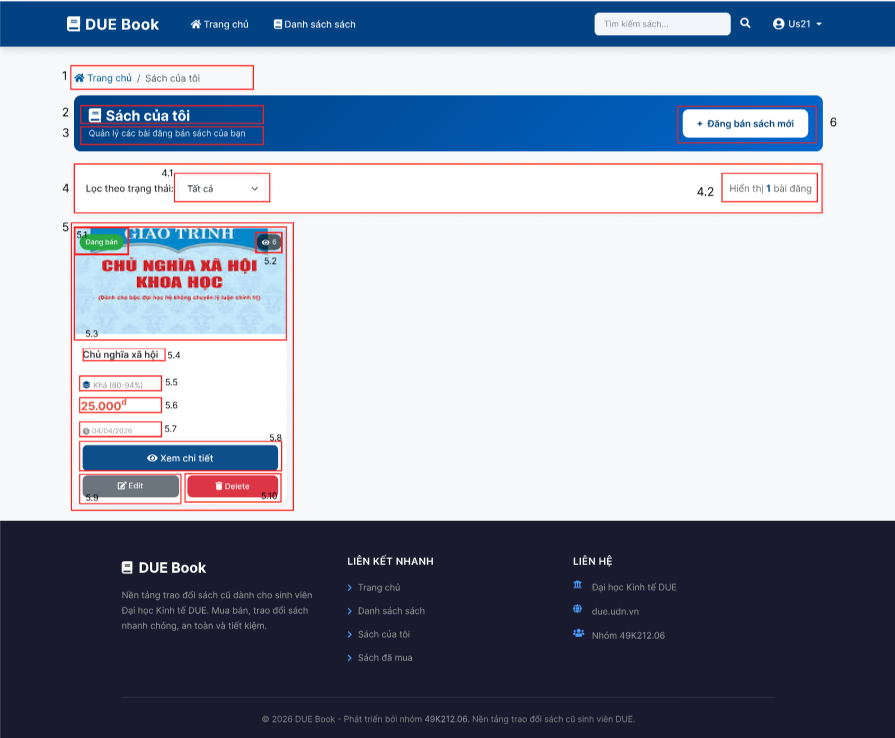 DUE Book
Trang chủ
Danh sách sách
Tìm kiếm sách...
Us21
1
Trang chủ / Sách của tôi
2
Sách của tôi
3
Quản lý các bài đăng bán sách của bạn
+ Đăng bán sách mới
6
4
Lọc theo trạng thái:
4.1
Tất cả
4.2
Hiển thị 1 bài đăng
5
5.1
Đang bán
GIÁO TRÌNH
6
5.2
CHỦ NGHĨA XÃ HỘI
KHOA HỌC
(Dành cho bậc đại học hệ không chuyên lý luận chính trị)
5.3
Chủ nghĩa xã hội
5.4
Khá (80-94%)
5.5
25.000đ
5.6
04/04/2026
5.7
5.8
Xem chi tiết
Edit
5.9
Delete
5.10
DUE Book
Nền tảng trao đổi sách cũ dành cho sinh viên
Đại học Kinh tế DUE. Mua bán, trao đổi sách
nhanh chóng, an toàn và tiết kiệm.
LIÊN KẾT NHANH
Trang chủ
Danh sách sách
Sách của tôi
Sách đã mua
LIÊN HỆ
Đại học Kinh tế DUE
due.udn.vn
Nhóm 49K212.06
© 2026 DUE Book - Phát triển bởi nhóm 49K212.06. Nền tảng trao đổi sách cũ sinh viên DUE.